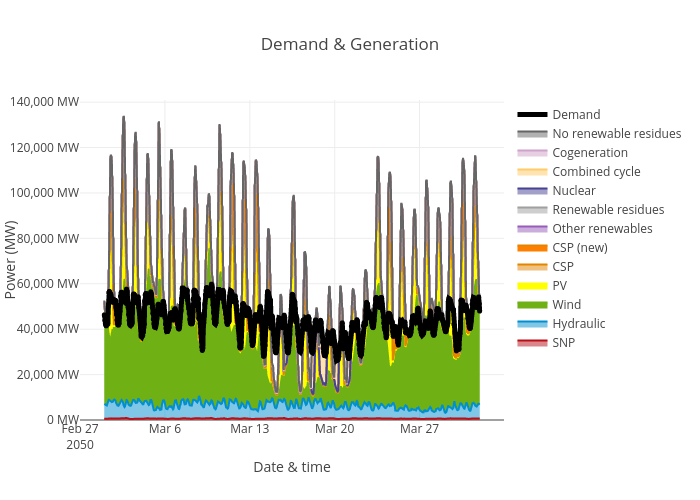 Demand & Generation
140,000 MW
120,000 MW
100,000 MW
80,000 MW
60,000 MW
40,000 MW
20,000 MW
0 MW
Power (MW)
Feb 27
2050
Mar 6
Mar 13
Mar 20
Mar 27
Date & time
Demand
No renewable residues
Cogeneration
Combined cycle
Nuclear
Renewable residues
Other renewables
CSP (new)
CSP
PV
Wind
Hydraulic
SNP